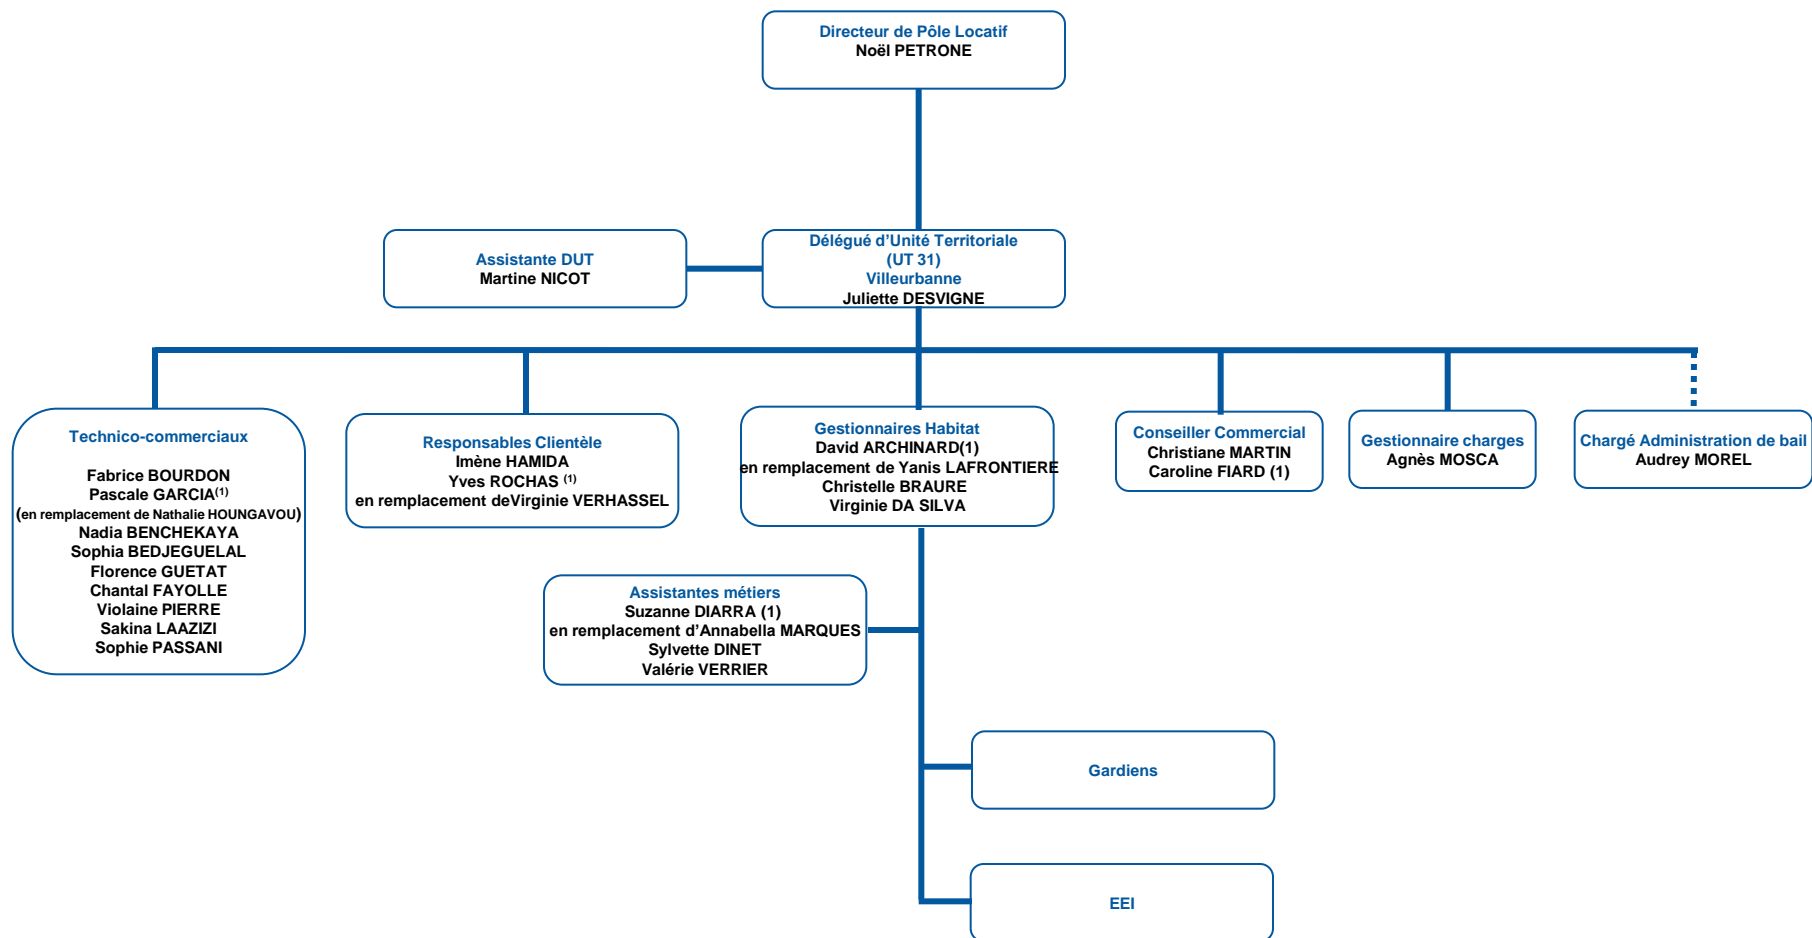 Directeur de Pôle Locatif
Noël PETRONE
Assistante DUT
Martine NICOT
Délégué d'Unité Territoriale
(UT 31)
Villeurbanne
Juliette DESVIGNE
Technico-commerciaux
Fabrice BOURDON
Pascale GARCIA(1)
(en remplacement de Nathalie HOUNGAVOU)
Nadia BENCHEKAYA
Sophia BEDJEGUELAL
Florence GUETAT
Chantal FAYOLLE
Violaine PIERRE
Sakina LAAZIZI
Sophie PASSANI
Responsables Clientèle
Imène HAMIDA
Yves ROCHAS (1)
en remplacement deVirginie VERHASSEL
Gestionnaires Habitat
David ARCHINARD(1)
en remplacement de Yanis LAFRONTIERE
Christelle BRAURE
Virginie DA SILVA
Conseiller Commercial
Christiane MARTIN
Caroline FIARD (1)
Gestionnaire charges
Agnès MOSCA
Chargé Administration de bail
Audrey MOREL
Assistantes métiers
Suzanne DIARRA (1)
en remplacement d'Annabella MARQUES
Sylvette DINET
Valérie VERRIER
Gardiens
EEI